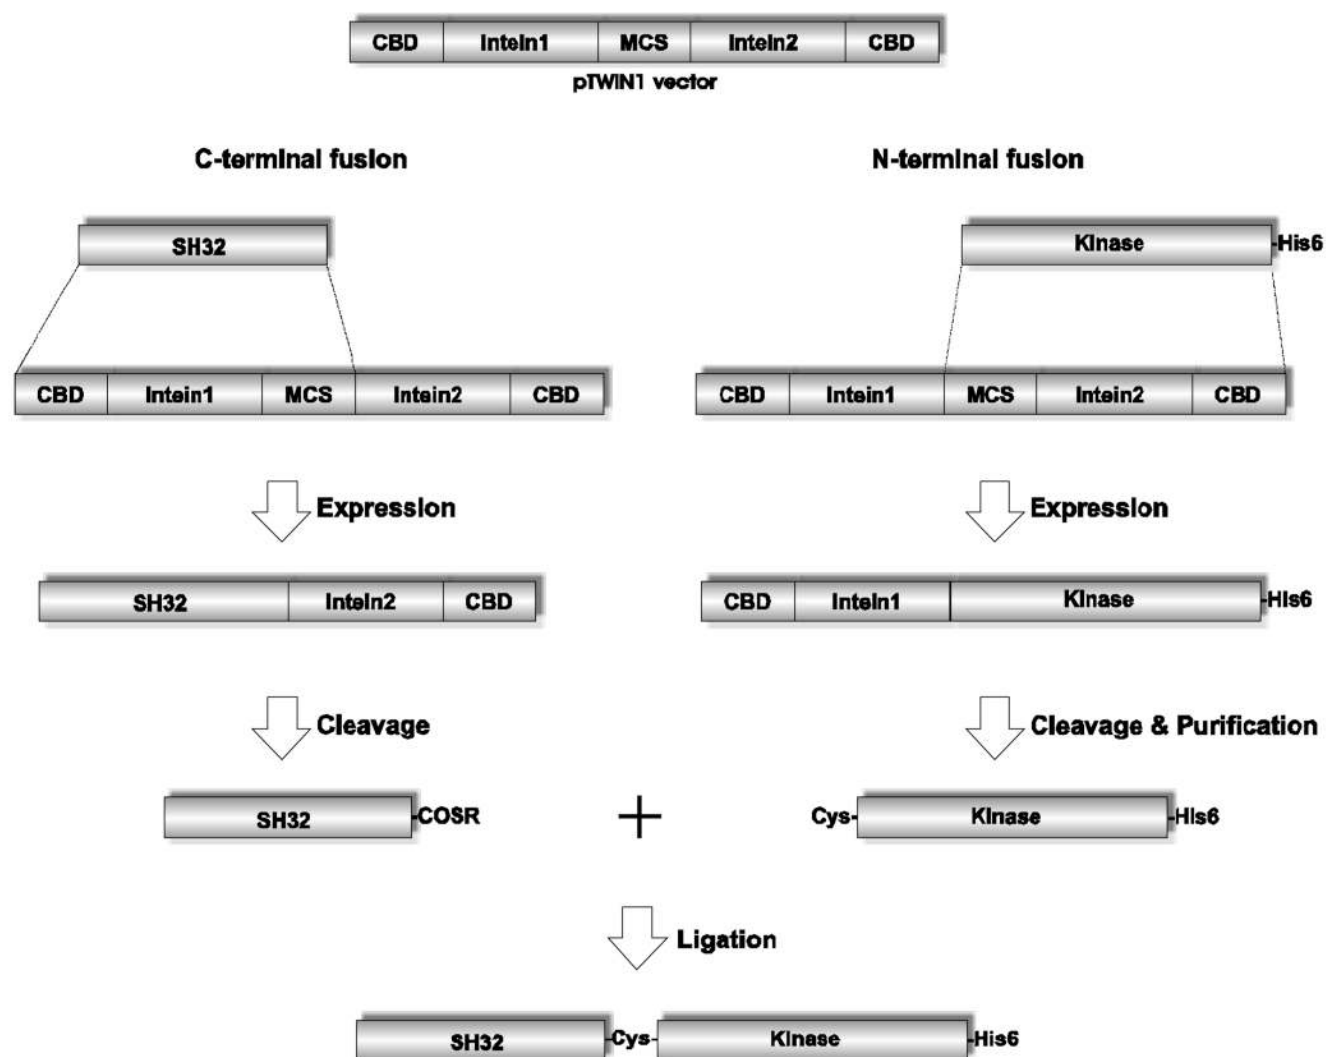 CBD Intein1 MCS Intein2 CBD
pTWIN1 vector
C-terminal fusion N-terminal fusion
SH32 Kinase -His6
CBD Intein1 MCS Intein2 CBD CBD Intein1 MCS Intein2 CBD
Expression Expression
SH32 Intein2 CBD CBD Intein1 Kinase -His6
Cleavage Cleavage & Purification
SH32 -COSR + Cys- Kinase -His6
Ligation
SH32 -Cys- Kinase -His6